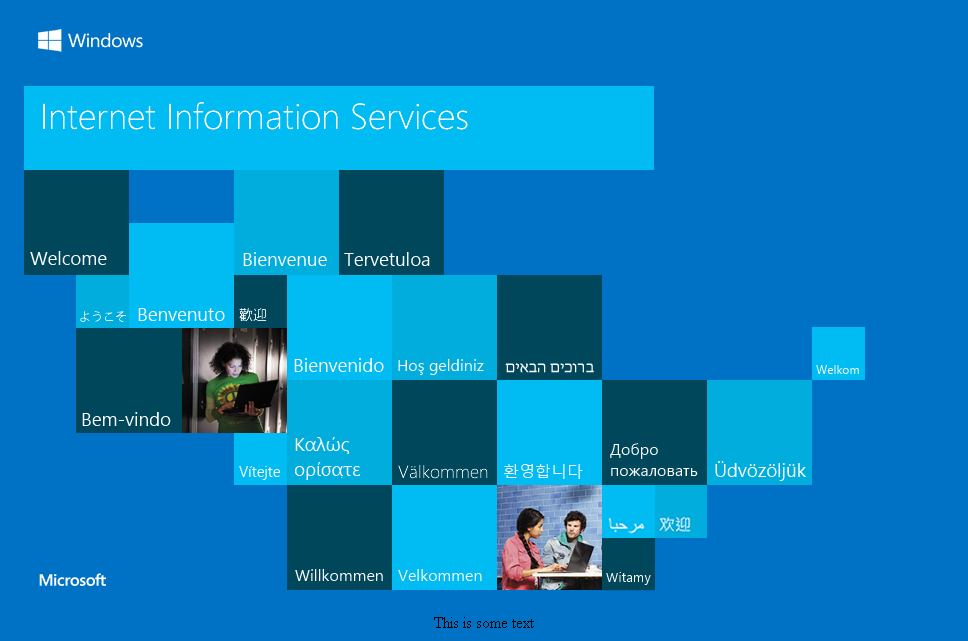 Windows
Internet Information Services
Welcome
Bienvenue
Tervetuloa
ようこそ
Benvenuto
歡迎
Bienvenido
Hoş geldiniz
ברוכים הבאים
Welkom
Bem-vindo
Vítejte
Καλώς
ορίσατε
Välkommen
환영합니다
Добро
пожаловать
Üdvözöljük
Microsoft
Willkommen
Velkommen
مرحبا
欢迎
Witamy
This is some text